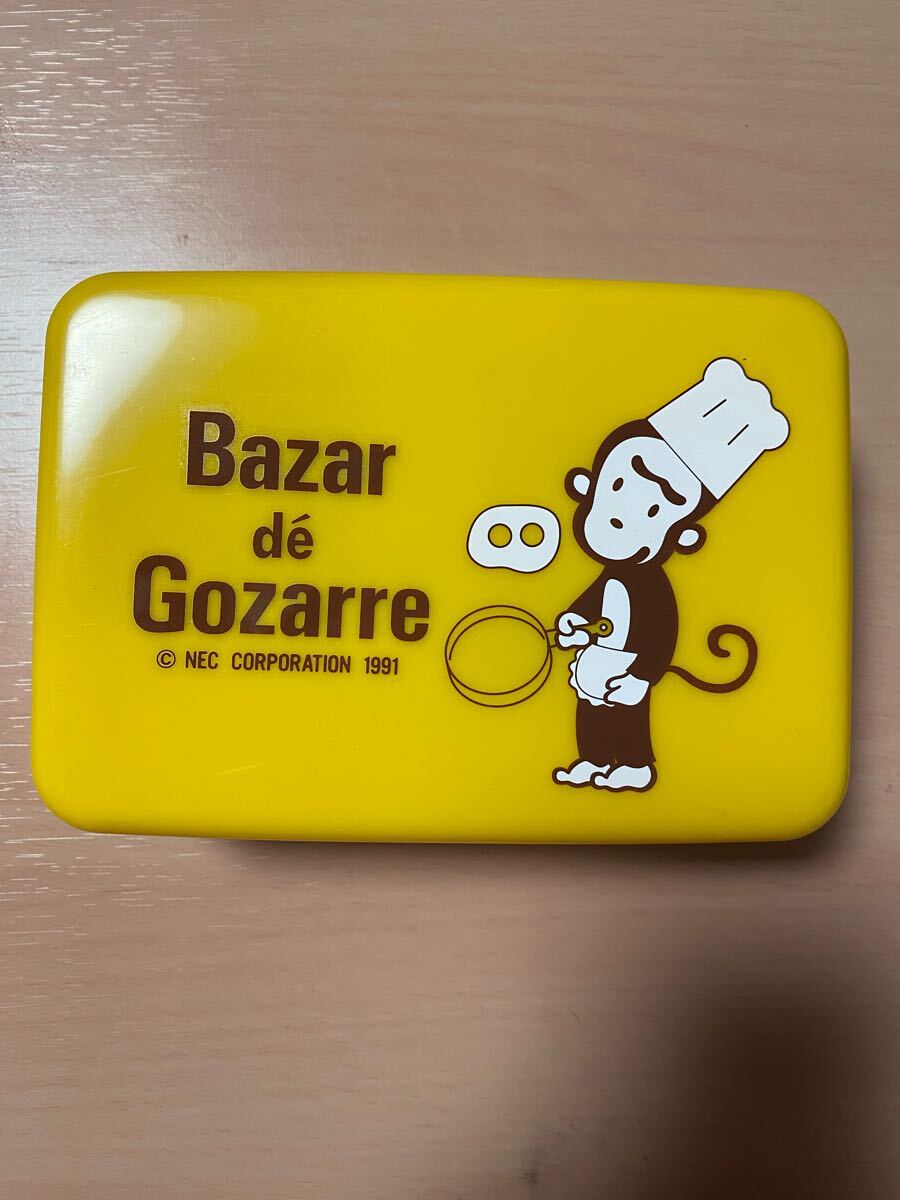 Bazar
dé
Gozarre
© NEC CORPORATION 1991